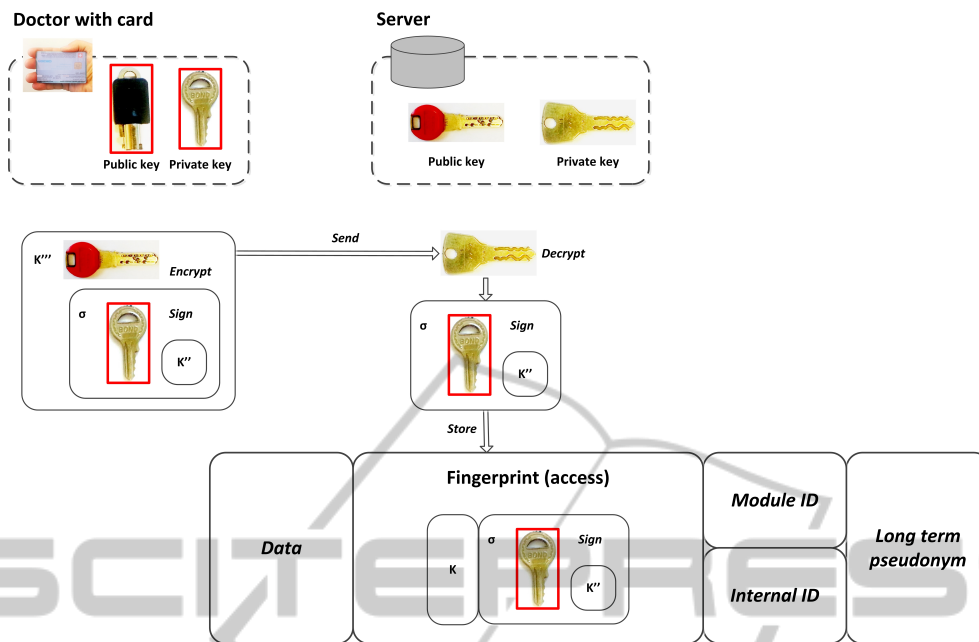 Doctor with card
Server
Public key
Private key
Public key
Private key
K'''
Encrypt
Send
Decrypt
σ
Sign
K''
σ
Sign
K''
Store
Data
Fingerprint (access)
K
σ
Sign
K''
Module ID
Internal ID
Long term
pseudonym
SCITEPRES